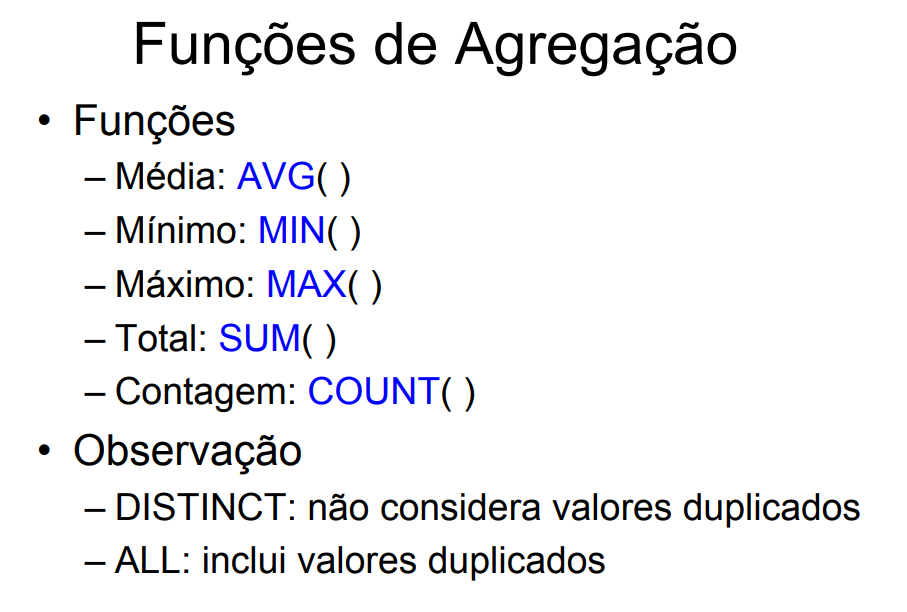 Funções de Agregação
• Funções
– Média: AVG( )
– Mínimo: MIN( )
– Máximo: MAX( )
– Total: SUM( )
– Contagem: COUNT( )
• Observação
– DISTINCT: não considera valores duplicados
– ALL: inclui valores duplicados